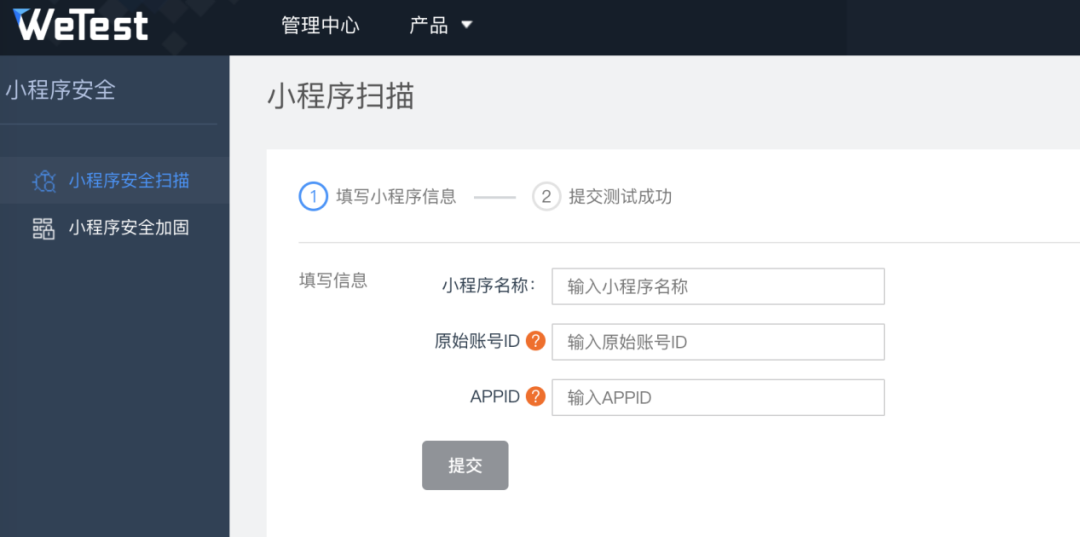 WeTest 管理中心 产品
小程序安全
小程序扫描
小程序安全扫描
小程序安全加固
1 填写小程序信息 2 提交测试成功
填写信息
小程序名称: 输入小程序名称
原始账号ID ? 输入原始账号ID
APPID ? 输入APPID
提交